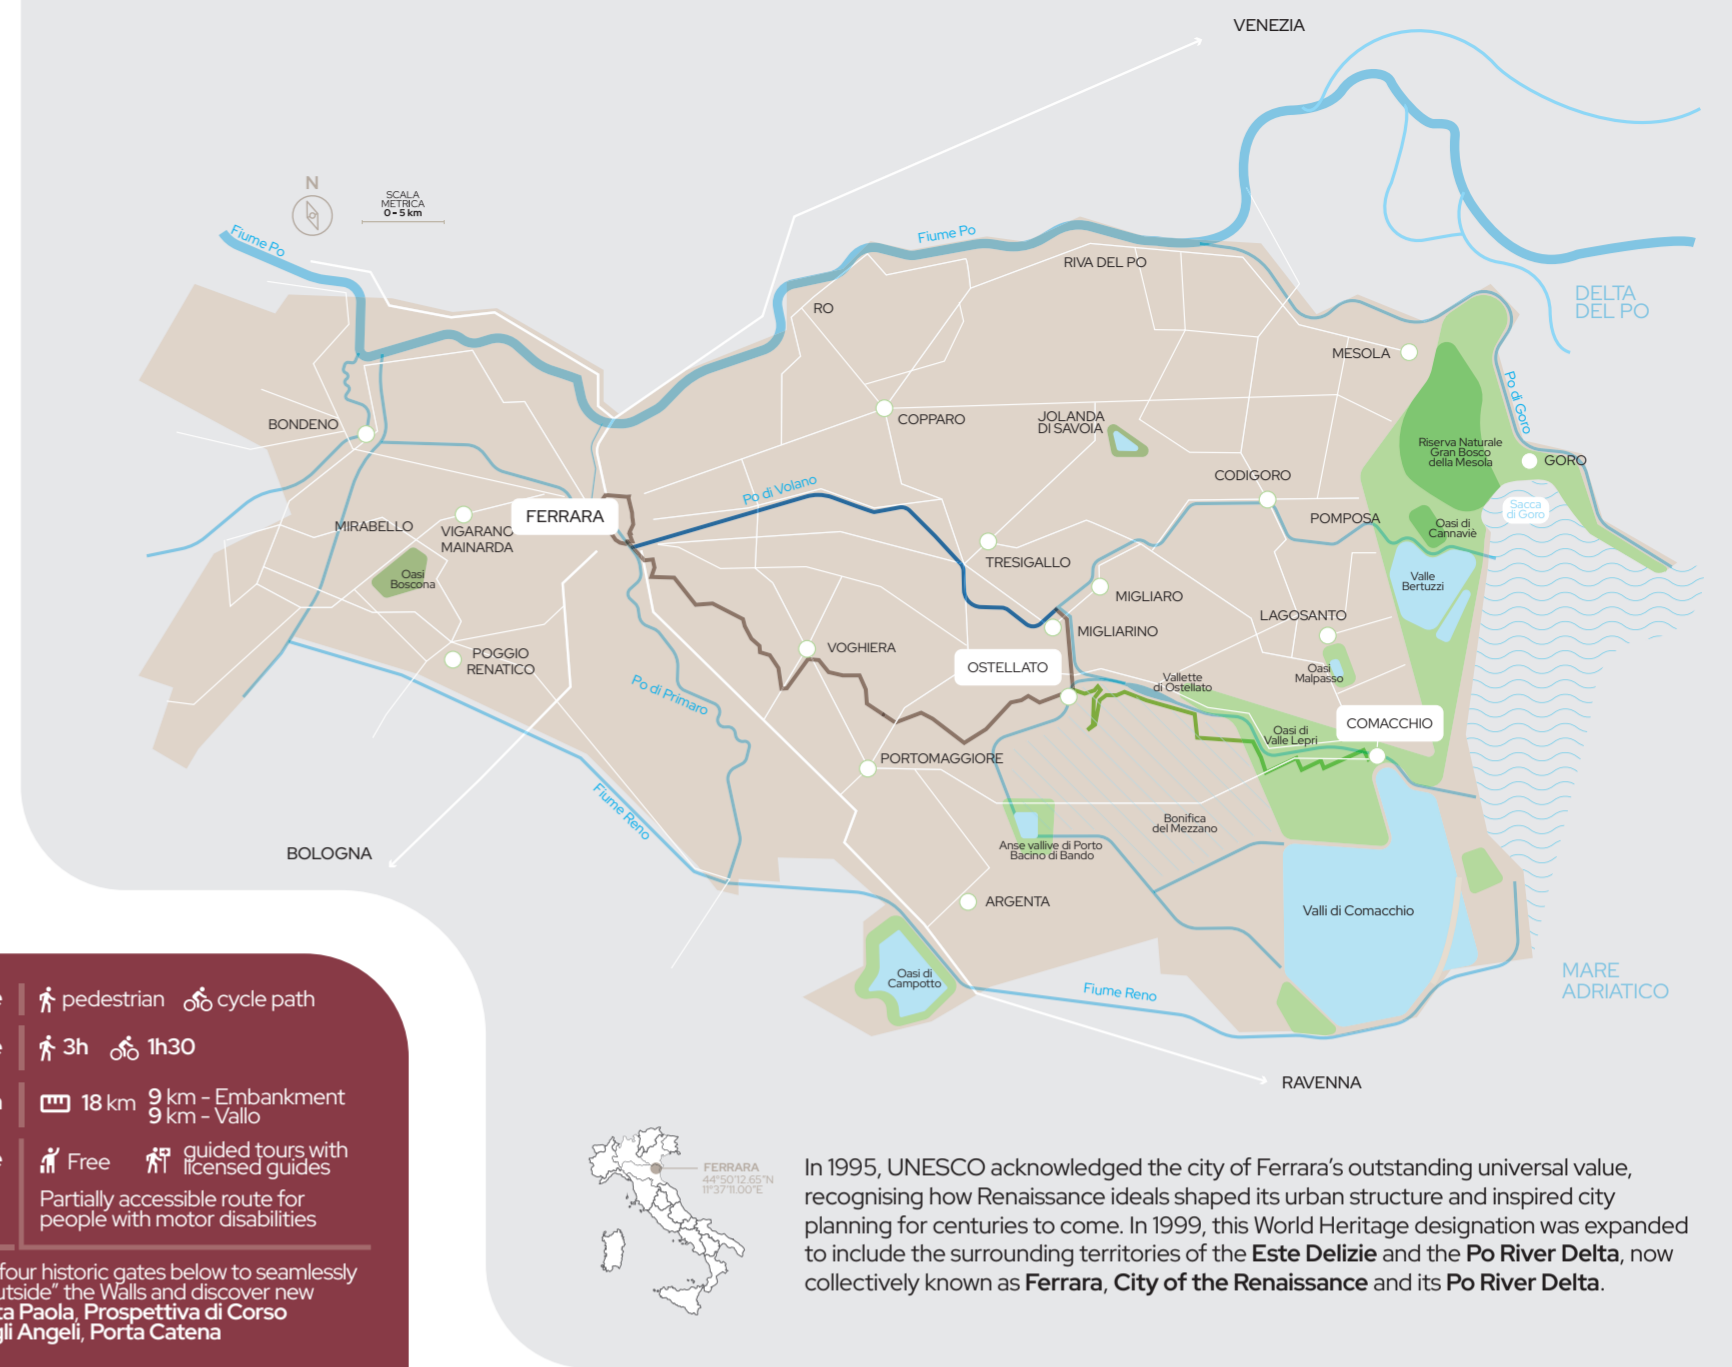 VENEZIA
N
SCALA
METRICA
0-5 km
Fiume Po
Fiume Po
RIVA DEL PO
DELTA
DEL PO
RO
MESOLA
Po di Goro
BONDENO
COPPARO
JOLANDA
DI SAVOIA
Riserva Naturale
Gran Bosco
della Mesola
GORO
CODIGORO
Po di Volano
Sacca
di Goro
FERRARA
MIRABELLO
VIGARANO
MAINARDA
POMPOSA
Oasi di
Cannaviè
TRESIGALLO
Oasi
Boscona
Valle
Bertuzzi
MIGLIARO
LAGOSANTO
MIGLIARINO
VOGHIERA
POGGIO
RENATICO
OSTELLATO
Oasi
Malpasso
Vallette
di Ostellato
Po di Primaro
COMACCHIO
Oasi di
Valle Lepri
PORTOMAGGIORE
Fiume Reno
Bonifica
del Mezzano
BOLOGNA
Anse vallive di Porto
Bacino di Bando
ARGENTA
Valli di Comacchio
Oasi di
Campotto
MARE
ADRIATICO
Fiume Reno
RAVENNA
pedestrian cycle path
3h 1h30
18 km 9 km - Embankment
9 km - Vallo
Free guided tours with
licensed guides
Partially accessible route for
people with motor disabilities
four historic gates below to seamlessly
the Walls and discover new
Paola, Prospettiva di Corso
Angeli, Porta Catena
FERRARA
44°50'12.65"N
11°37'11.00"E
In 1995, UNESCO acknowledged the city of Ferrara's outstanding universal value,
recognising how Renaissance ideals shaped its urban structure and inspired city
planning for centuries to come. In 1999, this World Heritage designation was expanded
to include the surrounding territories of the Este Delizie and the Po River Delta, now
collectively known as Ferrara, City of the Renaissance and its Po River Delta.